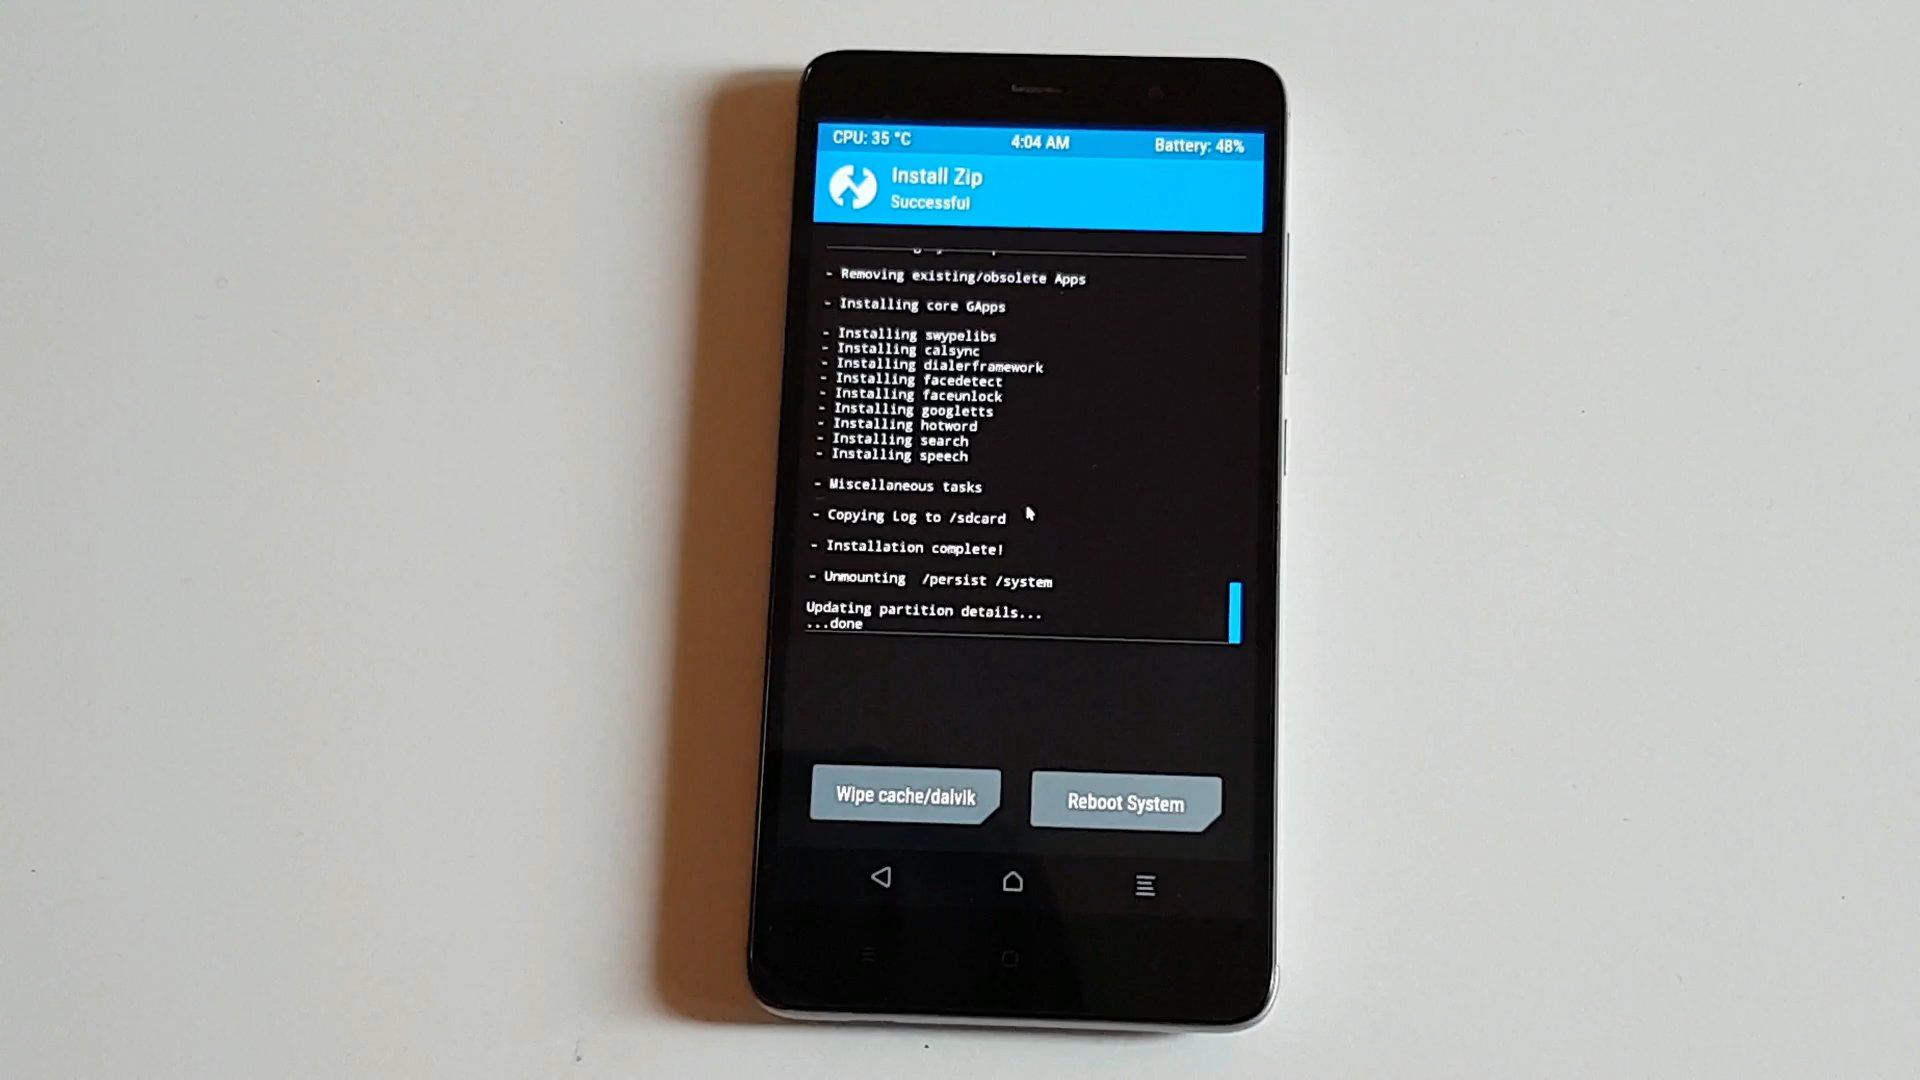 CPU: 35 °C 4:04 AM Battery: 48%
Install Zip
Successful
- Removing existing/obsolete Apps
- Installing core GApps
- Installing swypelibs
- Installing calsync
- Installing dialerframework
- Installing facedetect
- Installing faceunlock
- Installing googletts
- Installing hotword
- Installing search
- Installing speech
- Miscellaneous tasks
- Copying Log to /sdcard
- Installation complete!
- Unmounting /persist /system
Updating partition details...
...done
Wipe cache/dalvik Reboot System